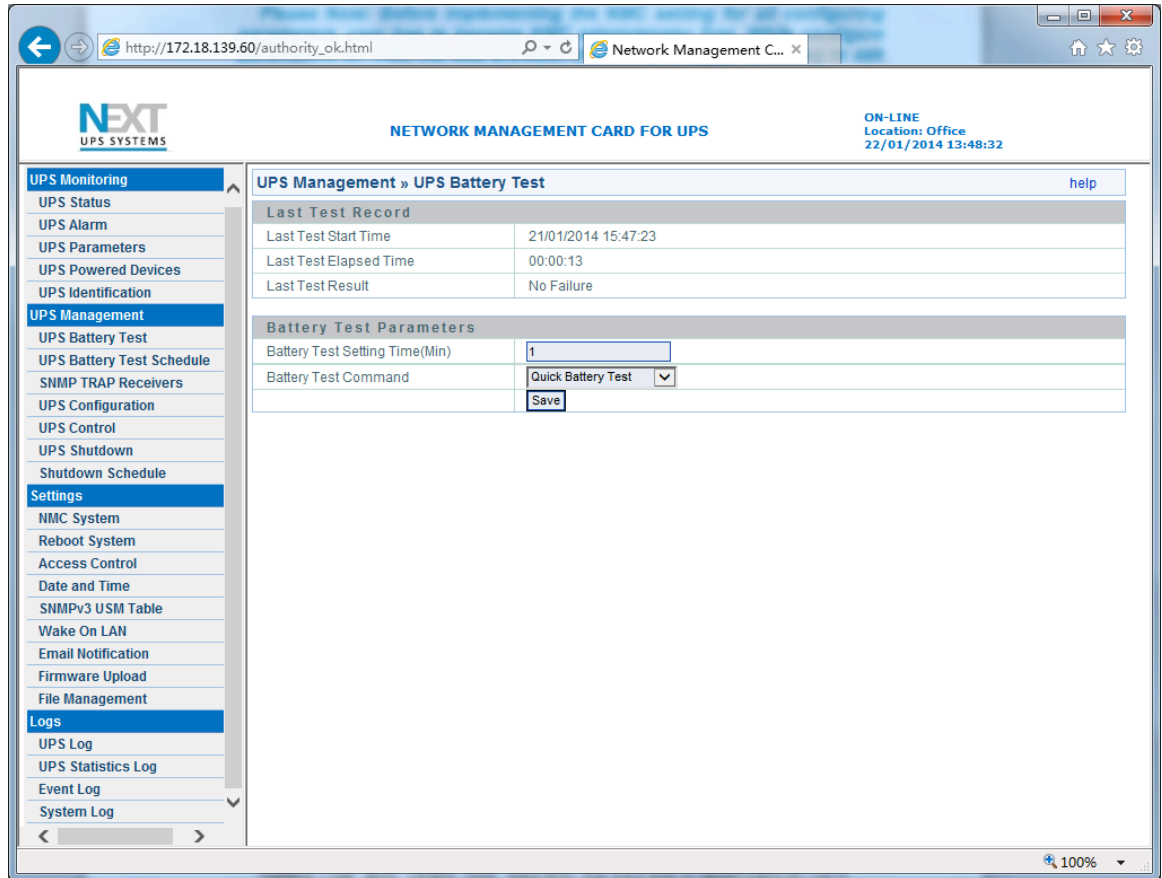 http://172.18.139.60/authority_ok.html
Network Management C...
NEXT
UPS SYSTEMS
NETWORK MANAGEMENT CARD FOR UPS
ON-LINE
Location: Office
22/01/2014 13:48:32
UPS Monitoring
UPS Status
UPS Alarm
UPS Parameters
UPS Powered Devices
UPS Identification
UPS Management
UPS Battery Test
UPS Battery Test Schedule
SNMP TRAP Receivers
UPS Configuration
UPS Control
UPS Shutdown
Shutdown Schedule
Settings
NMC System
Reboot System
Access Control
Date and Time
SNMPv3 USM Table
Wake On LAN
Email Notification
Firmware Upload
File Management
Logs
UPS Log
UPS Statistics Log
Event Log
System Log
UPS Management » UPS Battery Test help
Last Test Record
Last Test Start Time 21/01/2014 15:47:23
Last Test Elapsed Time 00:00:13
Last Test Result No Failure
Battery Test Parameters
Battery Test Setting Time(Min) 1
Battery Test Command Quick Battery Test
Save
100%